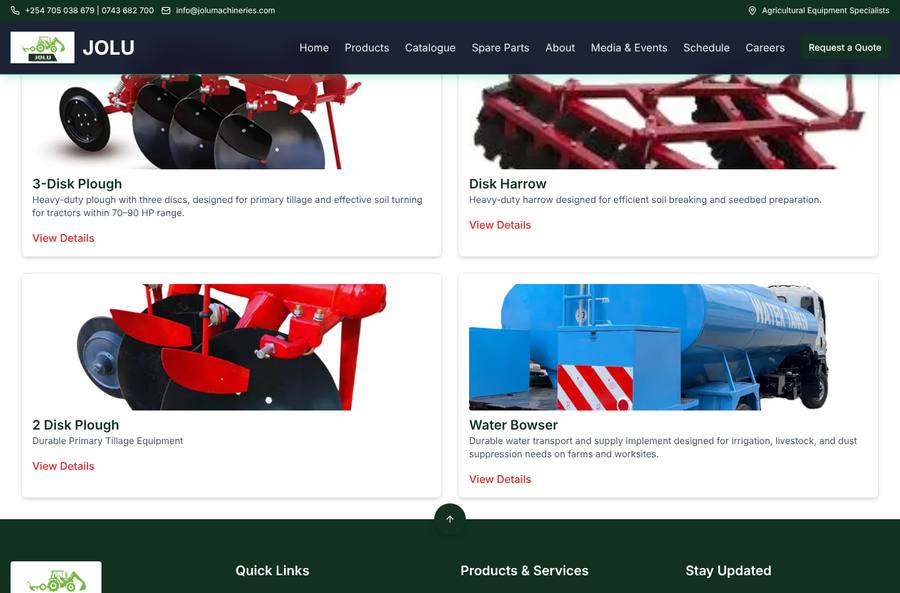 +254 705 038 679 | 0743 682 700
info@jolumachineries.com
Agricultural Equipment Specialists
JOLU
JOLU
Home
Products
Catalogue
Spare Parts
About
Media & Events
Schedule
Careers
Request a Quote
3-Disk Plough
Heavy-duty plough with three discs, designed for primary tillage and effective soil turning
for tractors within 70–90 HP range.
View Details
Disk Harrow
Heavy-duty harrow designed for efficient soil breaking and seedbed preparation.
View Details
2 Disk Plough
Durable Primary Tillage Equipment
View Details
WATER TANKER
Water Bowser
Durable water transport and supply implement designed for irrigation, livestock, and dust
suppression needs on farms and worksites.
View Details
Quick Links
Products & Services
Stay Updated